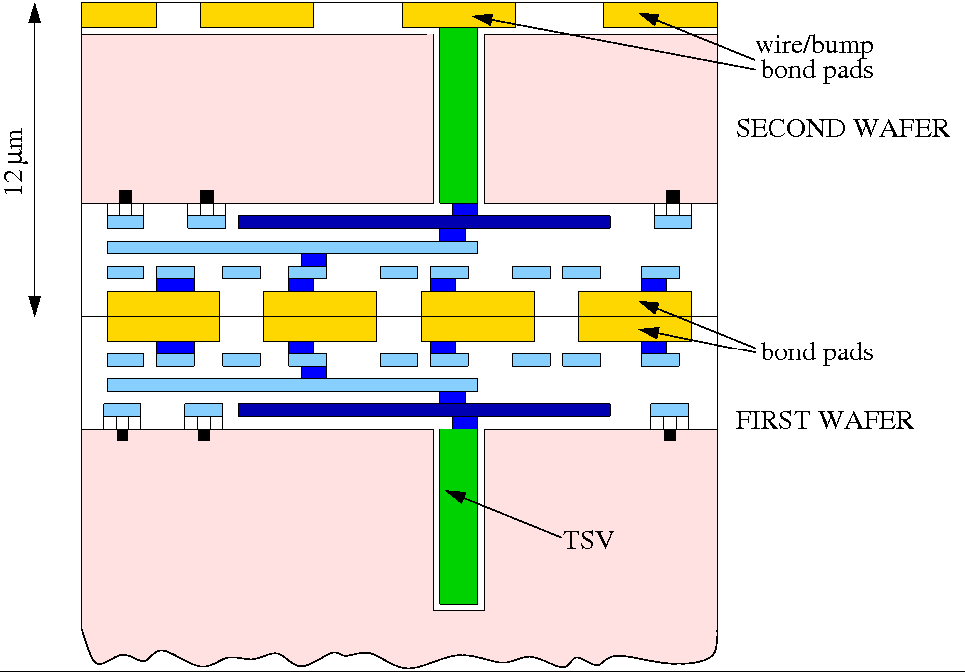 wire/bump
bond pads
SECOND WAFER
12 µm
bond pads
FIRST WAFER
TSV